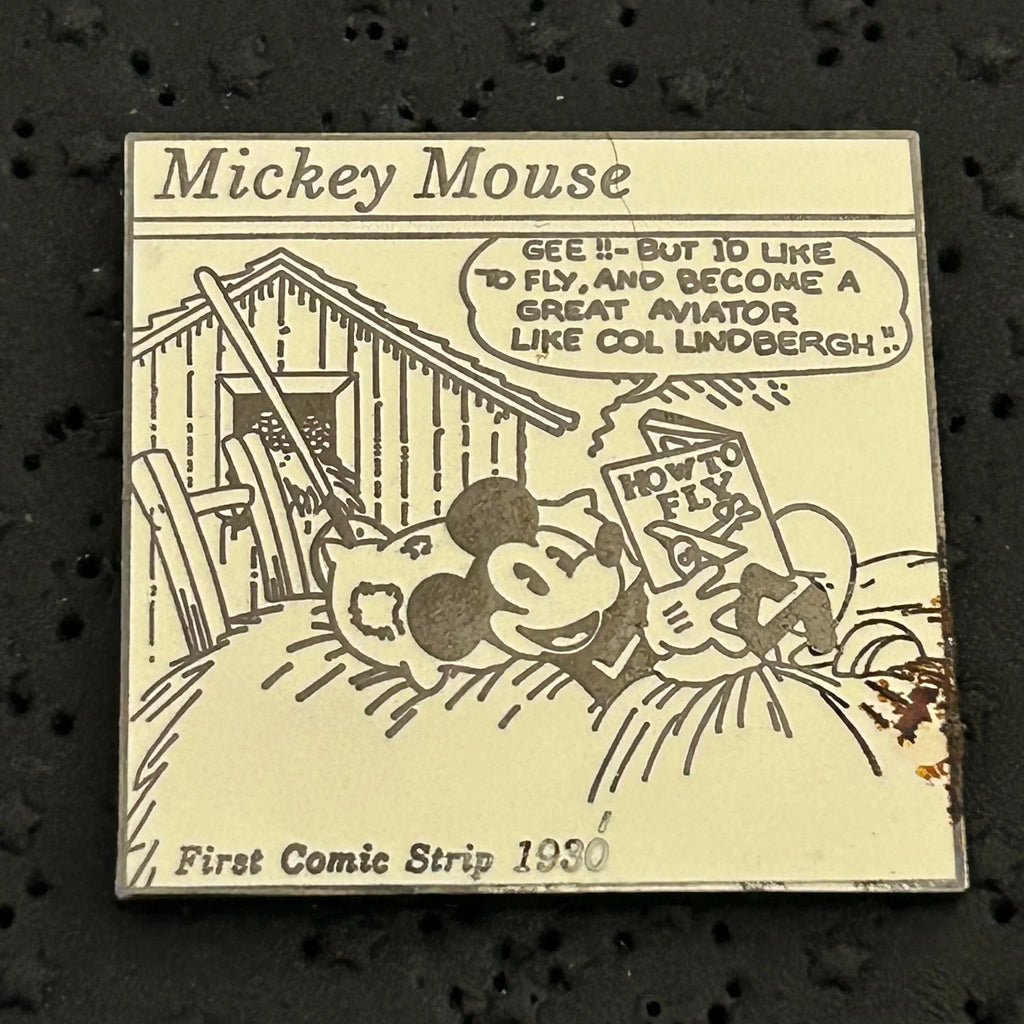 Mickey Mouse
GEE !!- BUT I'D LIKE
TO FLY, AND BECOME A
GREAT AVIATOR
LIKE COL LINDBERGH !!
HOW TO
FLY
First Comic Strip 1930